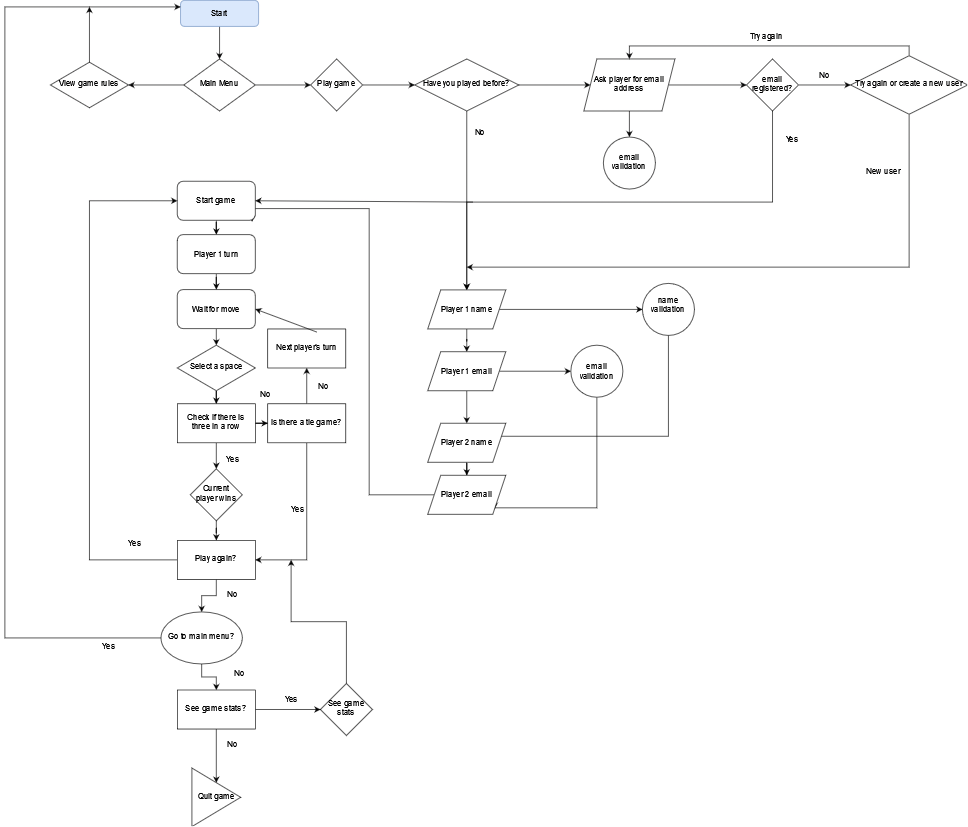 Start
Try again
View game rules
Main Menu
Play game
Have you played before?
Ask player for email
address
email
registered?
No
Try again or create a new user
No
Yes
email
validation
New user
Start game
Player 1 turn
Wait for move
Player 1 name
name
validation
Next player's turn
Select a space
Player 1 email
email
validation
No
No
Check if there is
three in a row
Is there a tie game?
Player 2 name
Yes
Current
player wins
Player 2 email
Yes
Yes
Play again?
No
Go to main menu?
Yes
No
See game stats?
Yes
See game
stats
No
Quit game